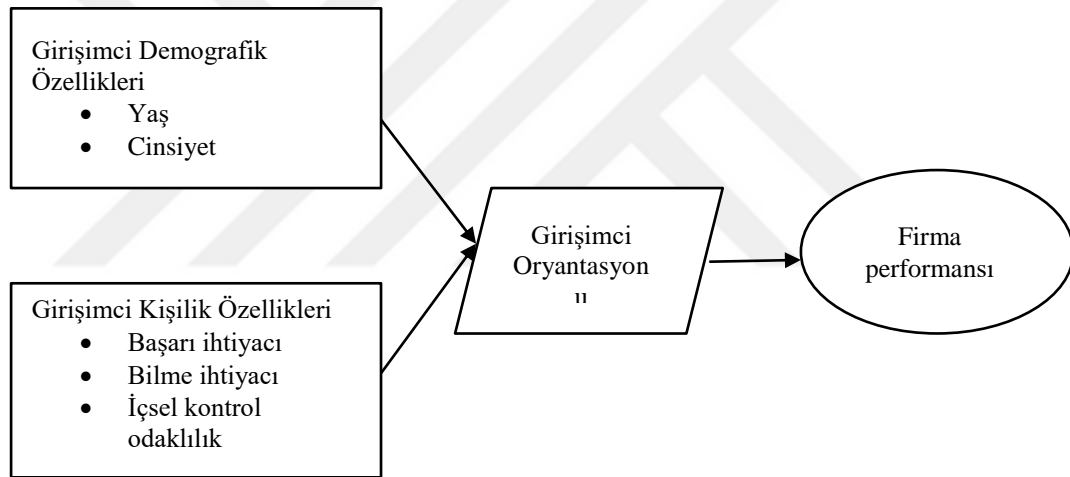 Girişimci Demografik
Özellikleri
• Yaş
• Cinsiyet
Girişimci Kişilik Özellikleri
• Başarı ihtiyacı
• Bilme ihtiyacı
• İçsel kontrol
odaklılık
Girişimci
Oryantasyon
u
Firma
performansı